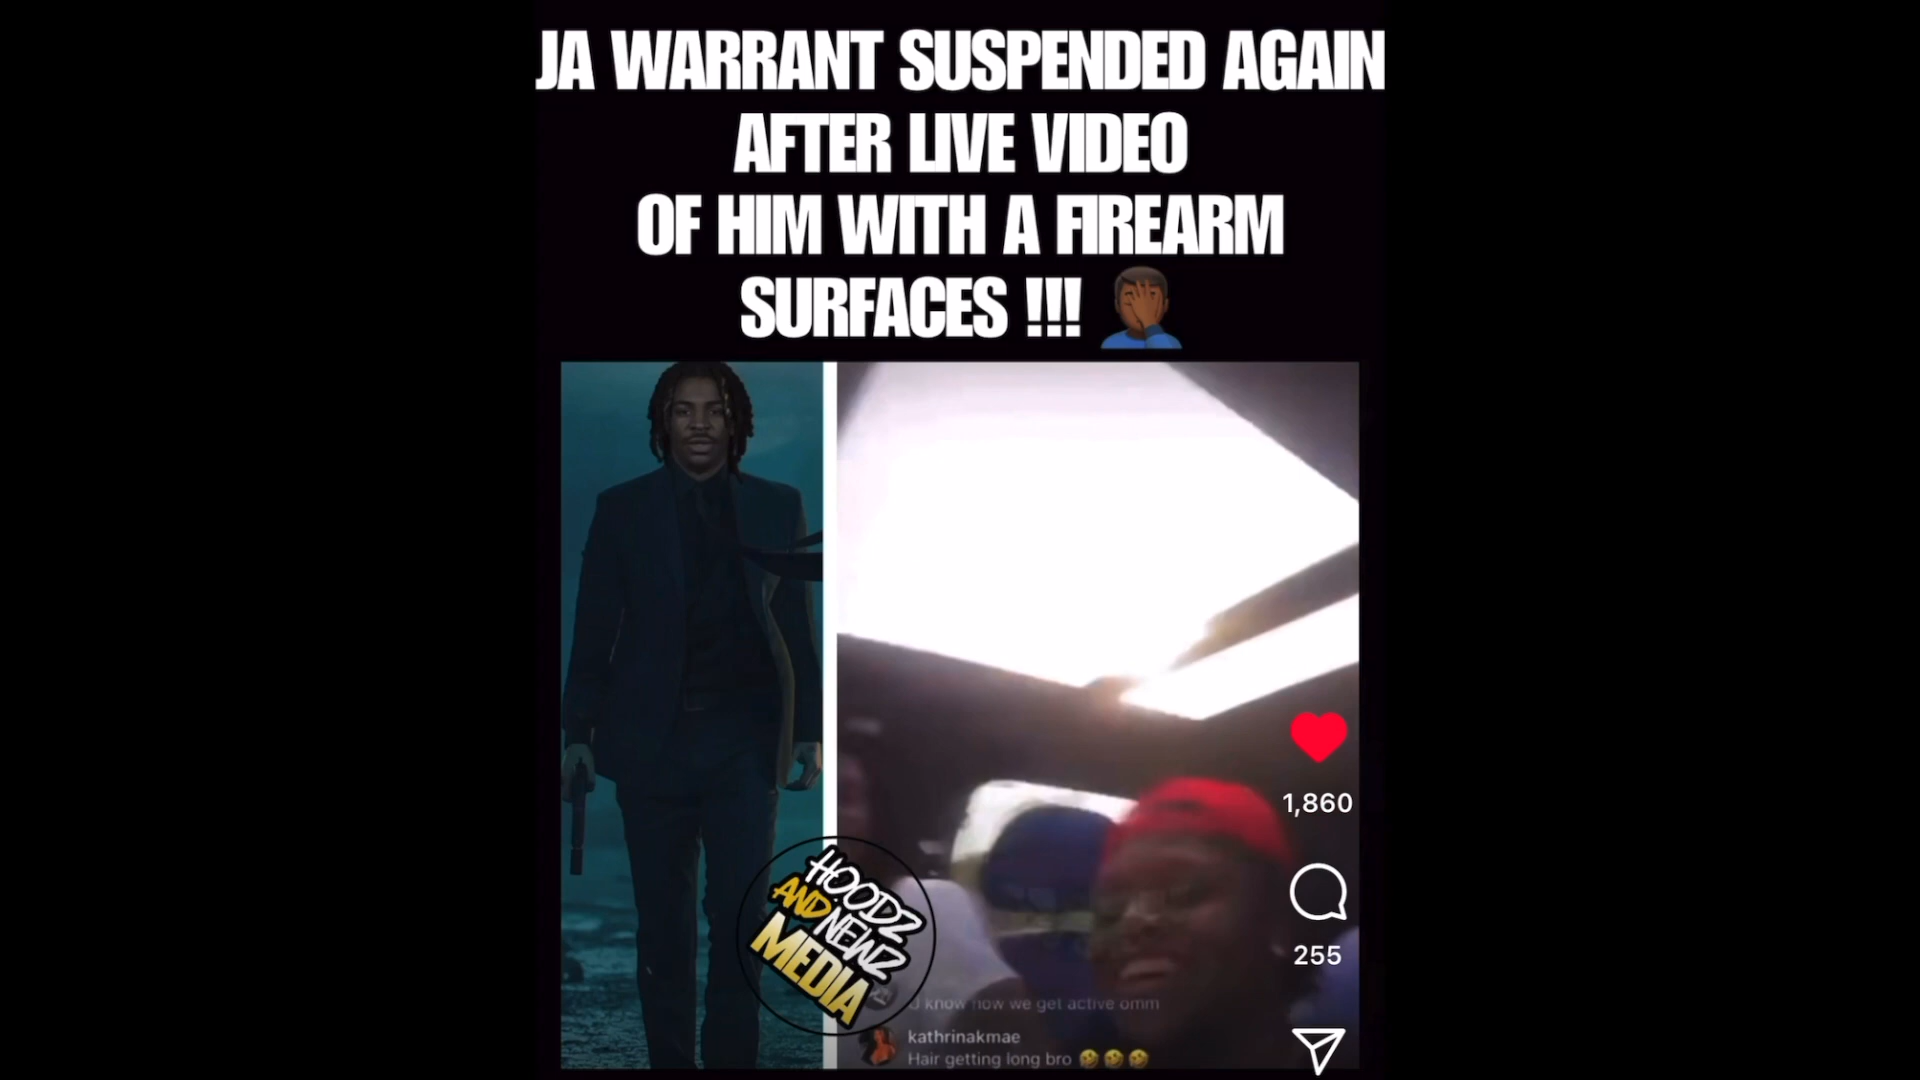 JA WARRANT SUSPENDED AGAIN
AFTER LIVE VIDEO
OF HIM WITH A FIREARM
SURFACES !!! 🤦🏾‍♂️
1,860
255
HOODZ
AND NEWZ
MEDIA
U know how we get active omm
kathrinakmae
Hair getting long bro 🤣🤣🤣